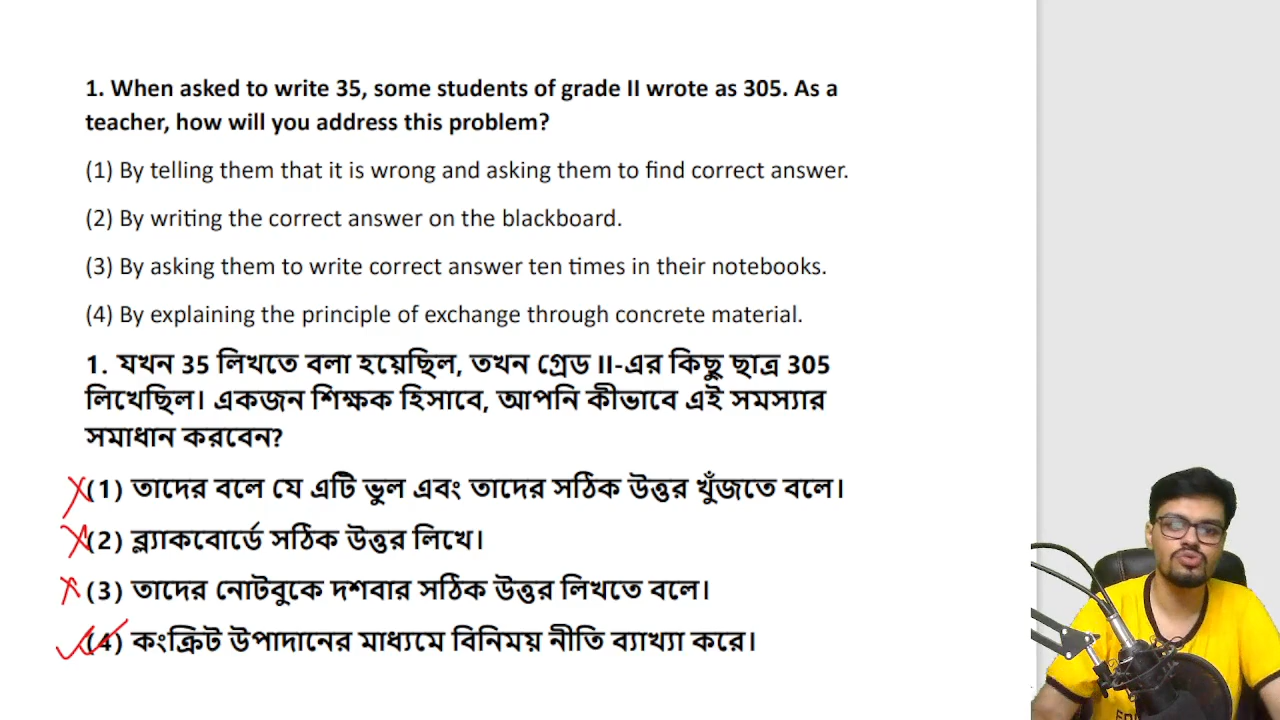 1. When asked to write 35, some students of grade II wrote as 305. As a
teacher, how will you address this problem?
(1) By telling them that it is wrong and asking them to find correct answer.
(2) By writing the correct answer on the blackboard.
(3) By asking them to write correct answer ten times in their notebooks.
(4) By explaining the principle of exchange through concrete material.
1. যখন 35 লিখতে বলা হয়েছিল, তখন গ্রেড II-এর কিছু ছাত্র 305
লিখেছিল। একজন শিক্ষক হিসাবে, আপনি কীভাবে এই সমস্যার
সমাধান করবেন?
(1) তাদের বলে যে এটি ভুল এবং তাদের সঠিক উত্তর খুঁজতে বলে।
(2) ব্ল্যাকবোর্ডে সঠিক উত্তর লিখে।
(3) তাদের নোটবুকে দশবার সঠিক উত্তর লিখতে বলে।
(4) কংক্রিট উপাদানের মাধ্যমে বিনিময় নীতি ব্যাখ্যা করে।